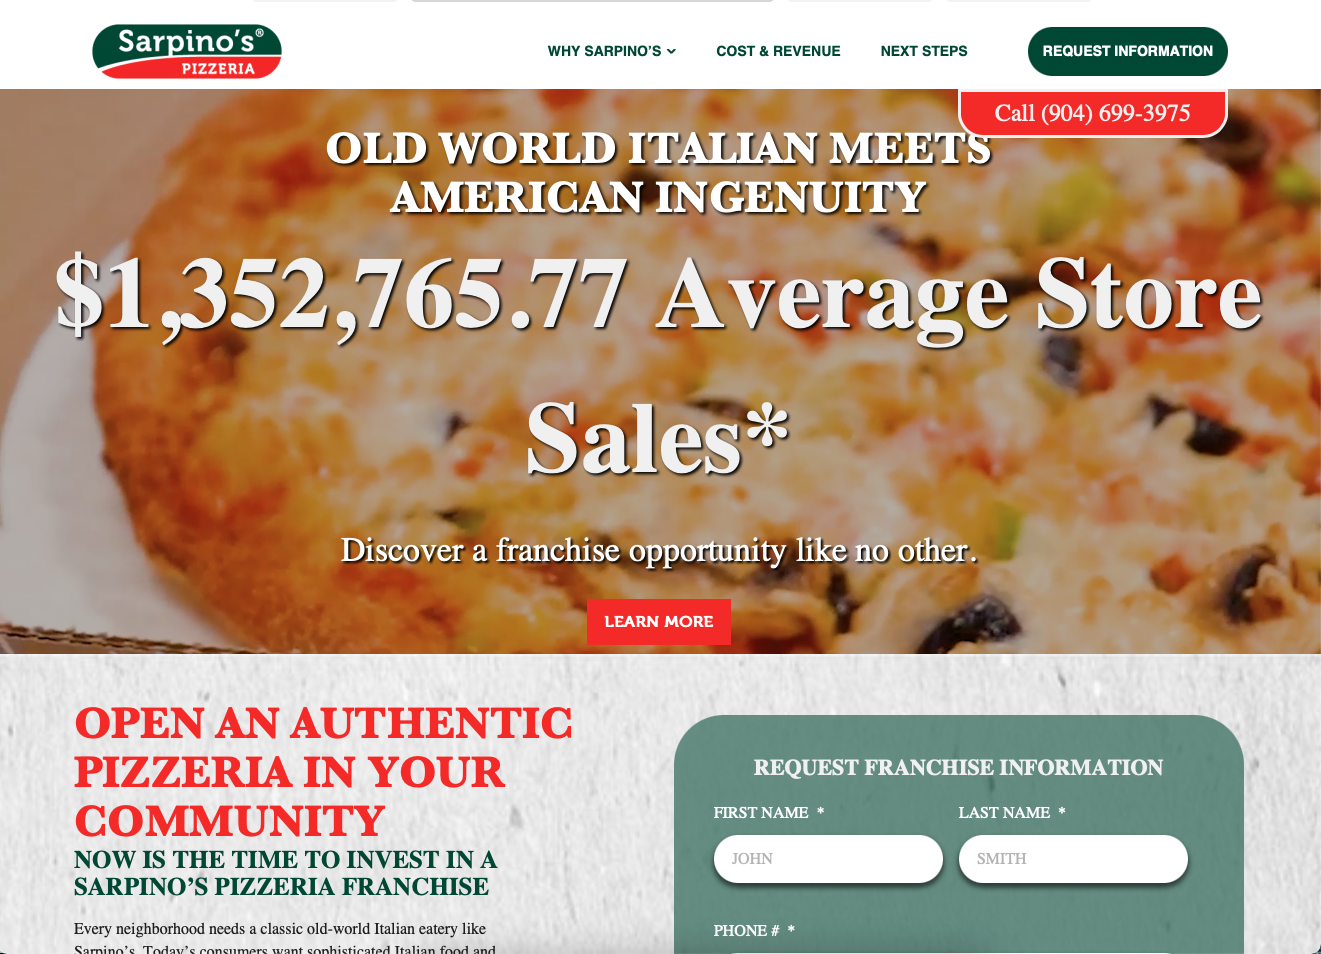 Sarpino's®
PIZZERIA
WHY SARPINO'S
COST & REVENUE
NEXT STEPS
REQUEST INFORMATION
Call (904) 699-3975
OLD WORLD ITALIAN MEETS
AMERICAN INGENUITY
$1,352,765.77 Average Store
Sales*
Discover a franchise opportunity like no other.
LEARN MORE
OPEN AN AUTHENTIC
PIZZERIA IN YOUR
COMMUNITY
NOW IS THE TIME TO INVEST IN A
SARPINO’S PIZZERIA FRANCHISE
Every neighborhood needs a classic old-world Italian eatery like
Sarpino’s. Today’s consumers want sophisticated Italian food and
REQUEST FRANCHISE INFORMATION
FIRST NAME *
LAST NAME *
JOHN
SMITH
PHONE # *